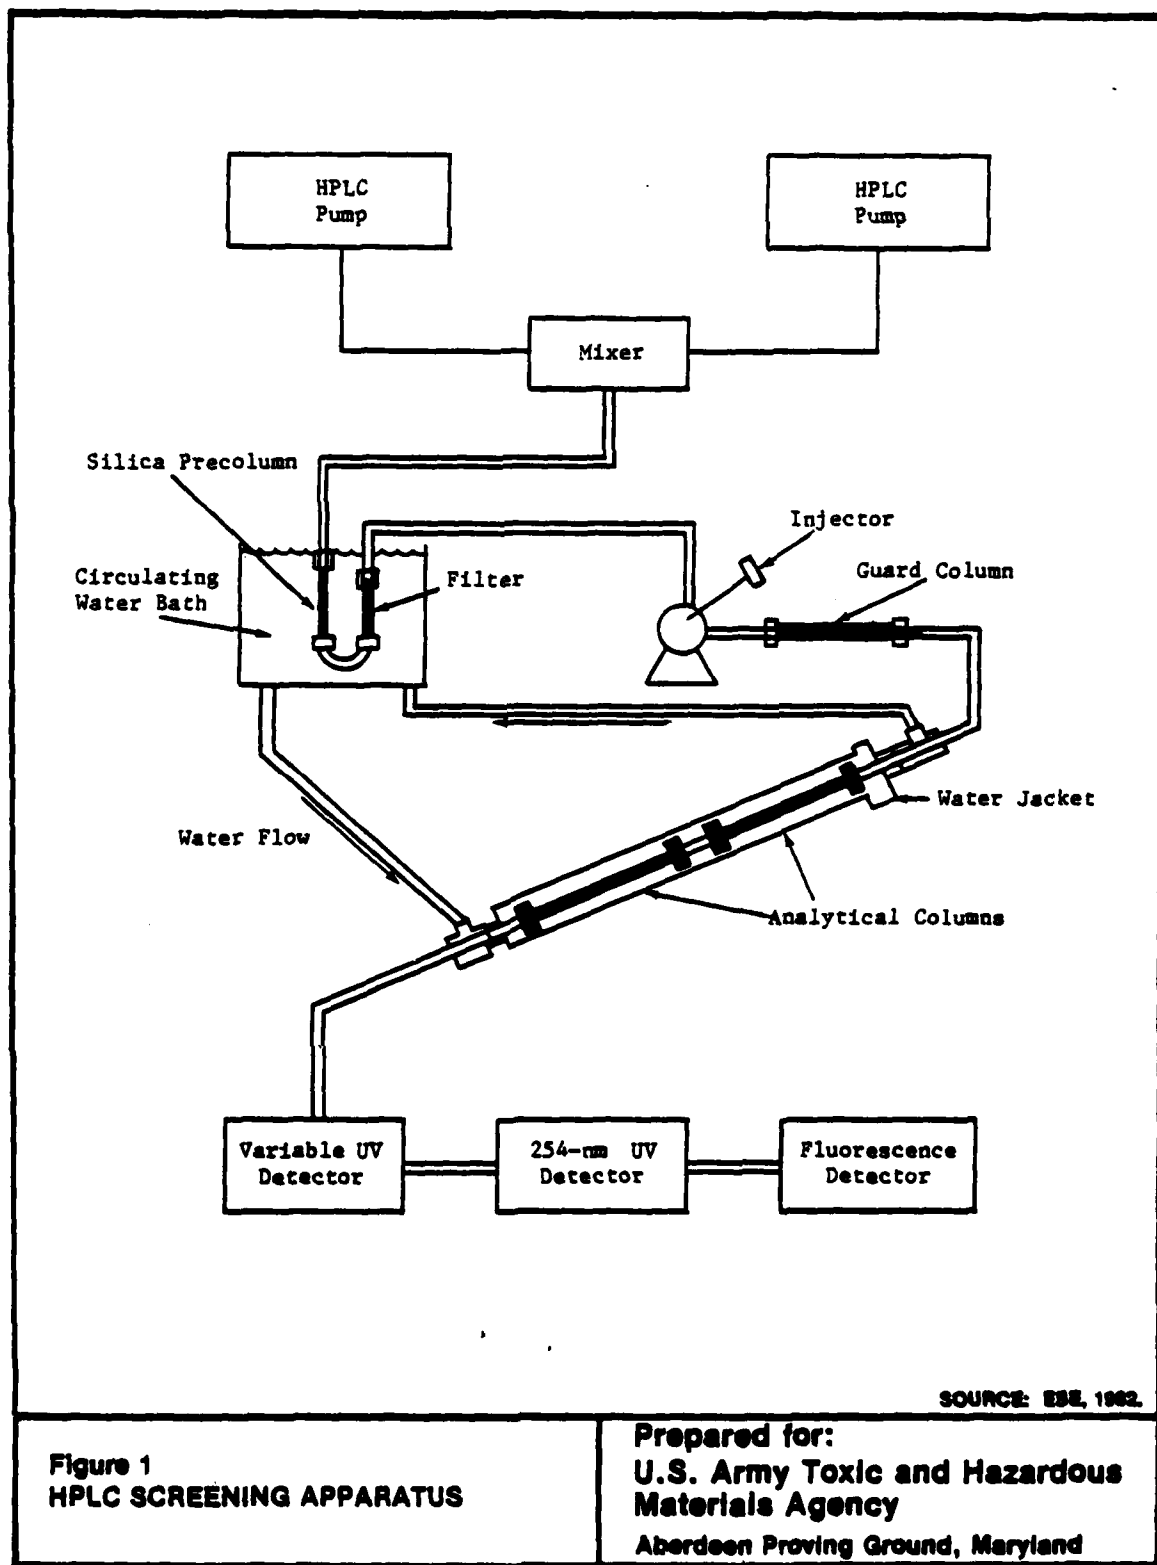 HPLC
Pump
HPLC
Pump
Mixer
Silica Precolumn
Injector
Circulating
Water Bath
Filter
Guard Column
Water Jacket
Water Flow
Analytical Columns
Variable UV
Detector
254-nm UV
Detector
Fluorescence
Detector
SOURCE: ESE, 1982.
Figure 1
HPLC SCREENING APPARATUS
Prepared for:
U.S. Army Toxic and Hazardous
Materials Agency
Aberdeen Proving Ground, Maryland